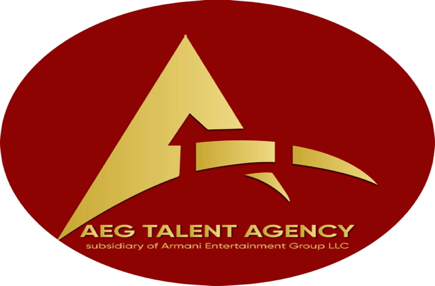 AEG TALENT AGENCY
subsidiary of Armani Entertainment Group LLC